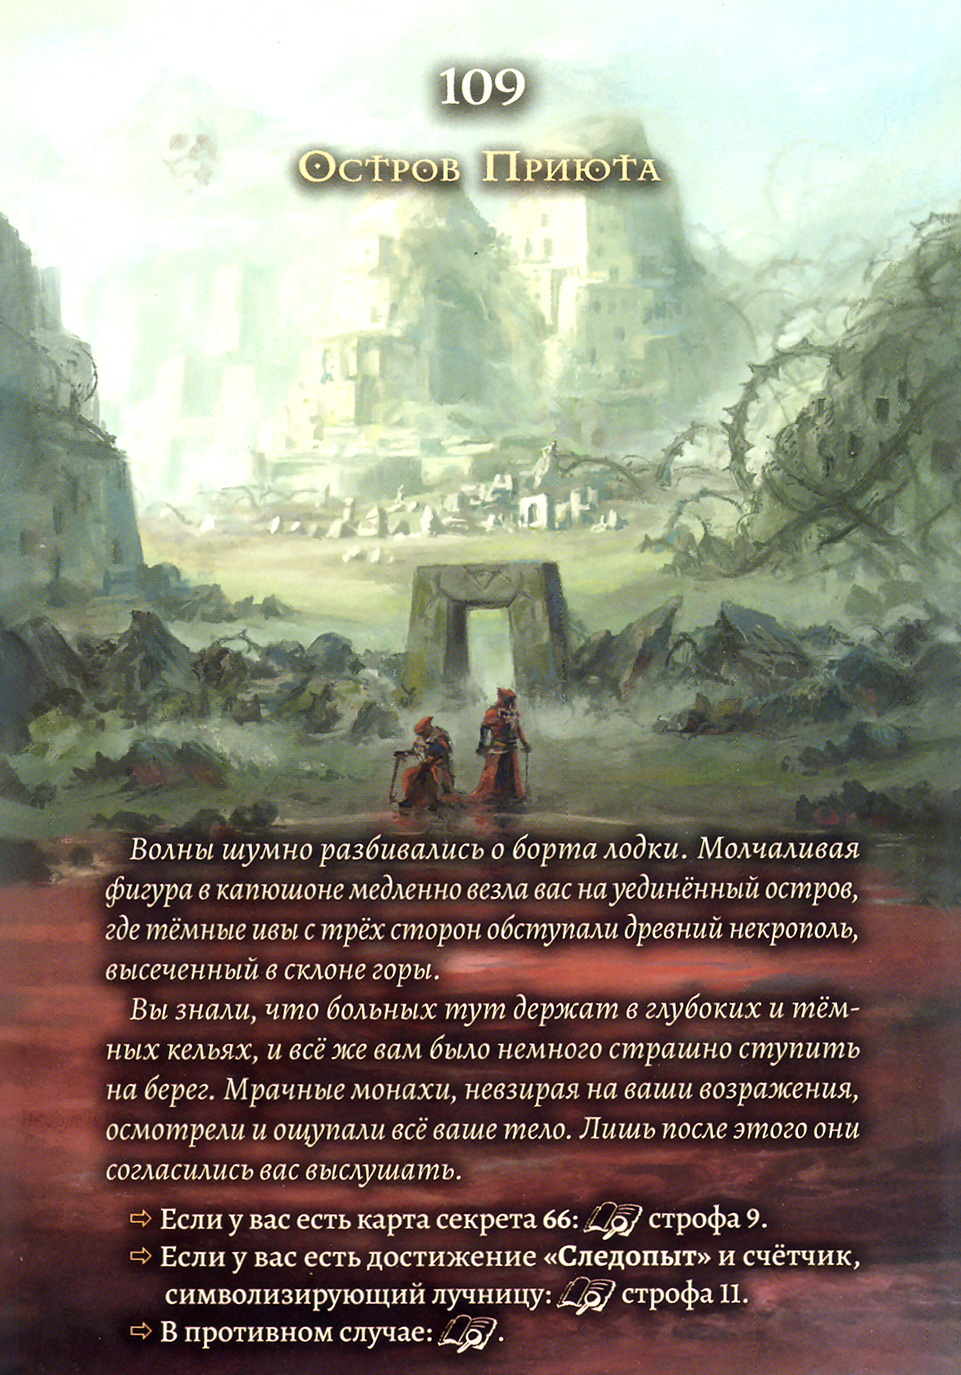 109
Остров Приюта
Волны шумно разбивались о борта лодки. Молчаливая
фигура в капюшоне медленно везла вас на уединённый остров,
где тёмные ивы с трёх сторон обступали древний некрополь,
высеченный в склоне горы.
Вы знали, что больных тут держат в глубоких и тём-
ных кельях, и всё же вам было немного страшно ступить
на берег. Мрачные монахи, невзирая на ваши возражения,
осмотрели и ощупали всё ваше тело. Лишь после этого они
согласились вас выслушать.
⇨ Если у вас есть карта секрета 66: строфа 9.
⇨ Если у вас есть достижение «Следопыт» и счётчик,
символизирующий лучницу: строфа 11.
⇨ В противном случае: .